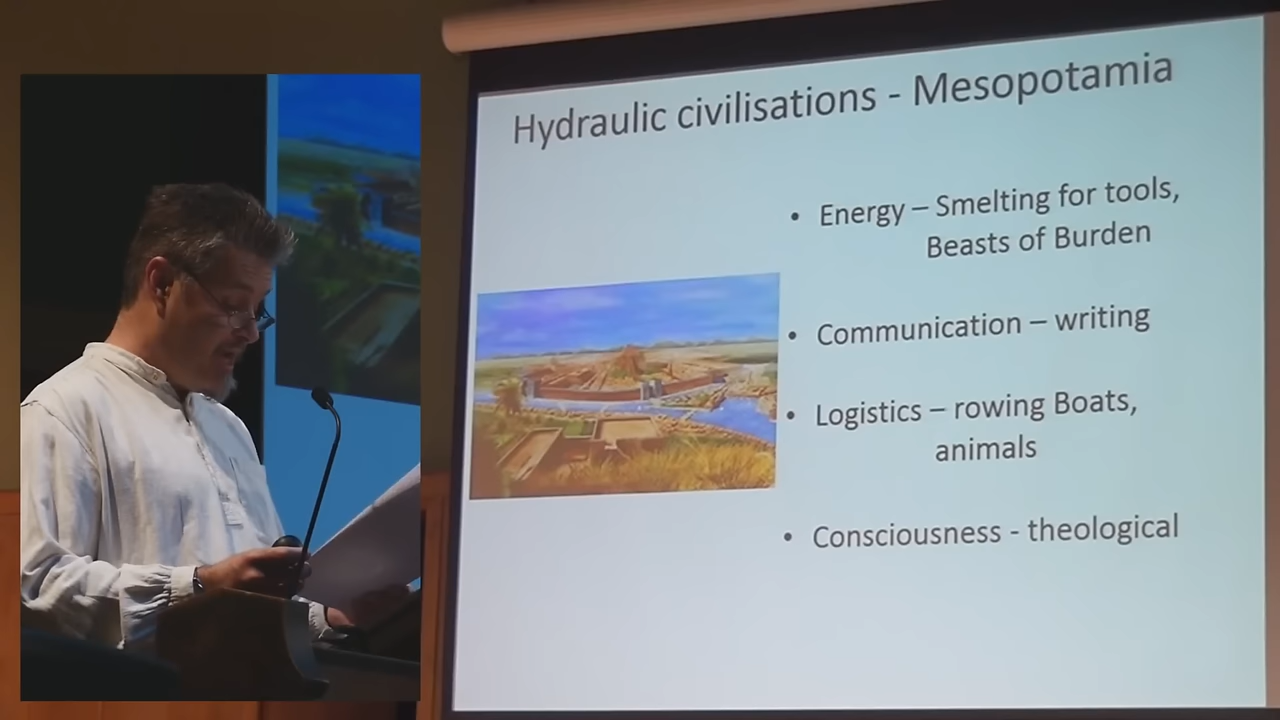 Hydraulic civilisations - Mesopotamia
• Energy – Smelting for tools,
Beasts of Burden
• Communication – writing
• Logistics – rowing Boats,
animals
• Consciousness - theological